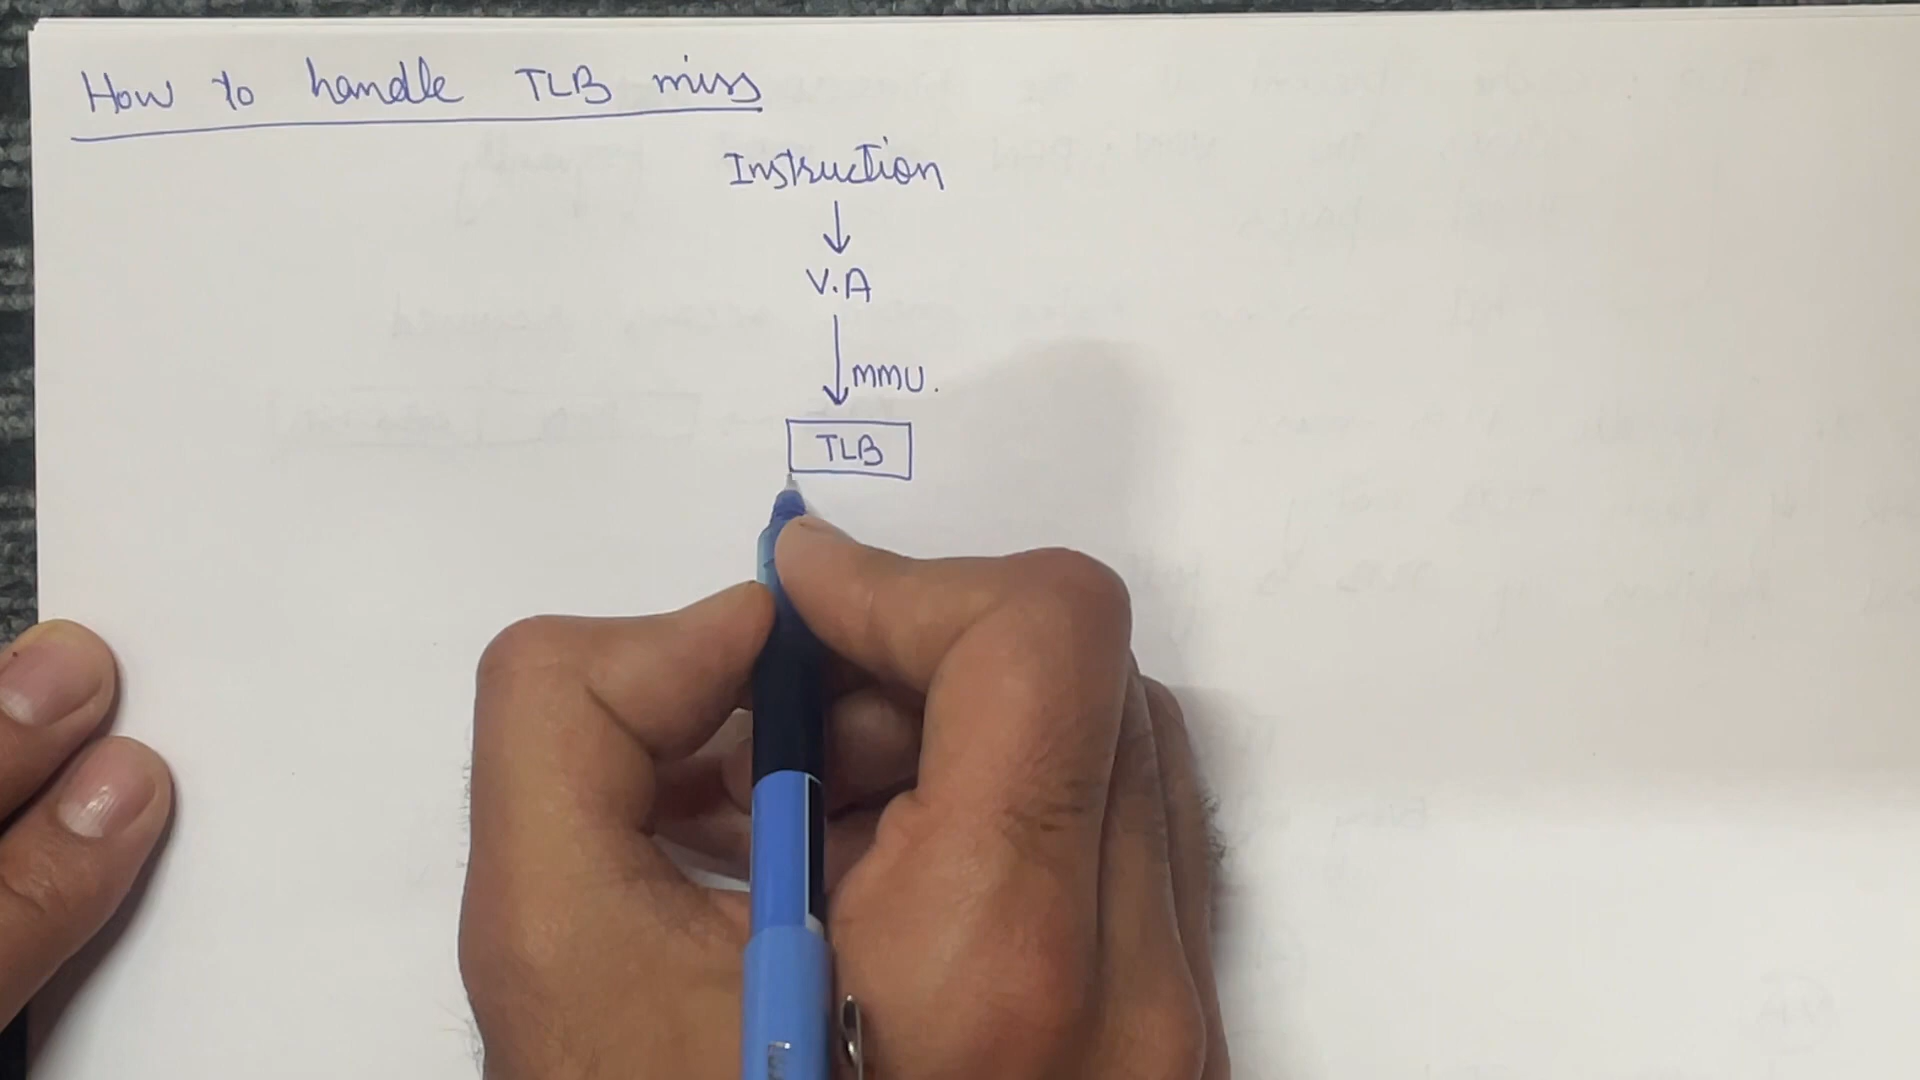 How to handle TLB miss
Instruction
V.A
MMU.
TLB